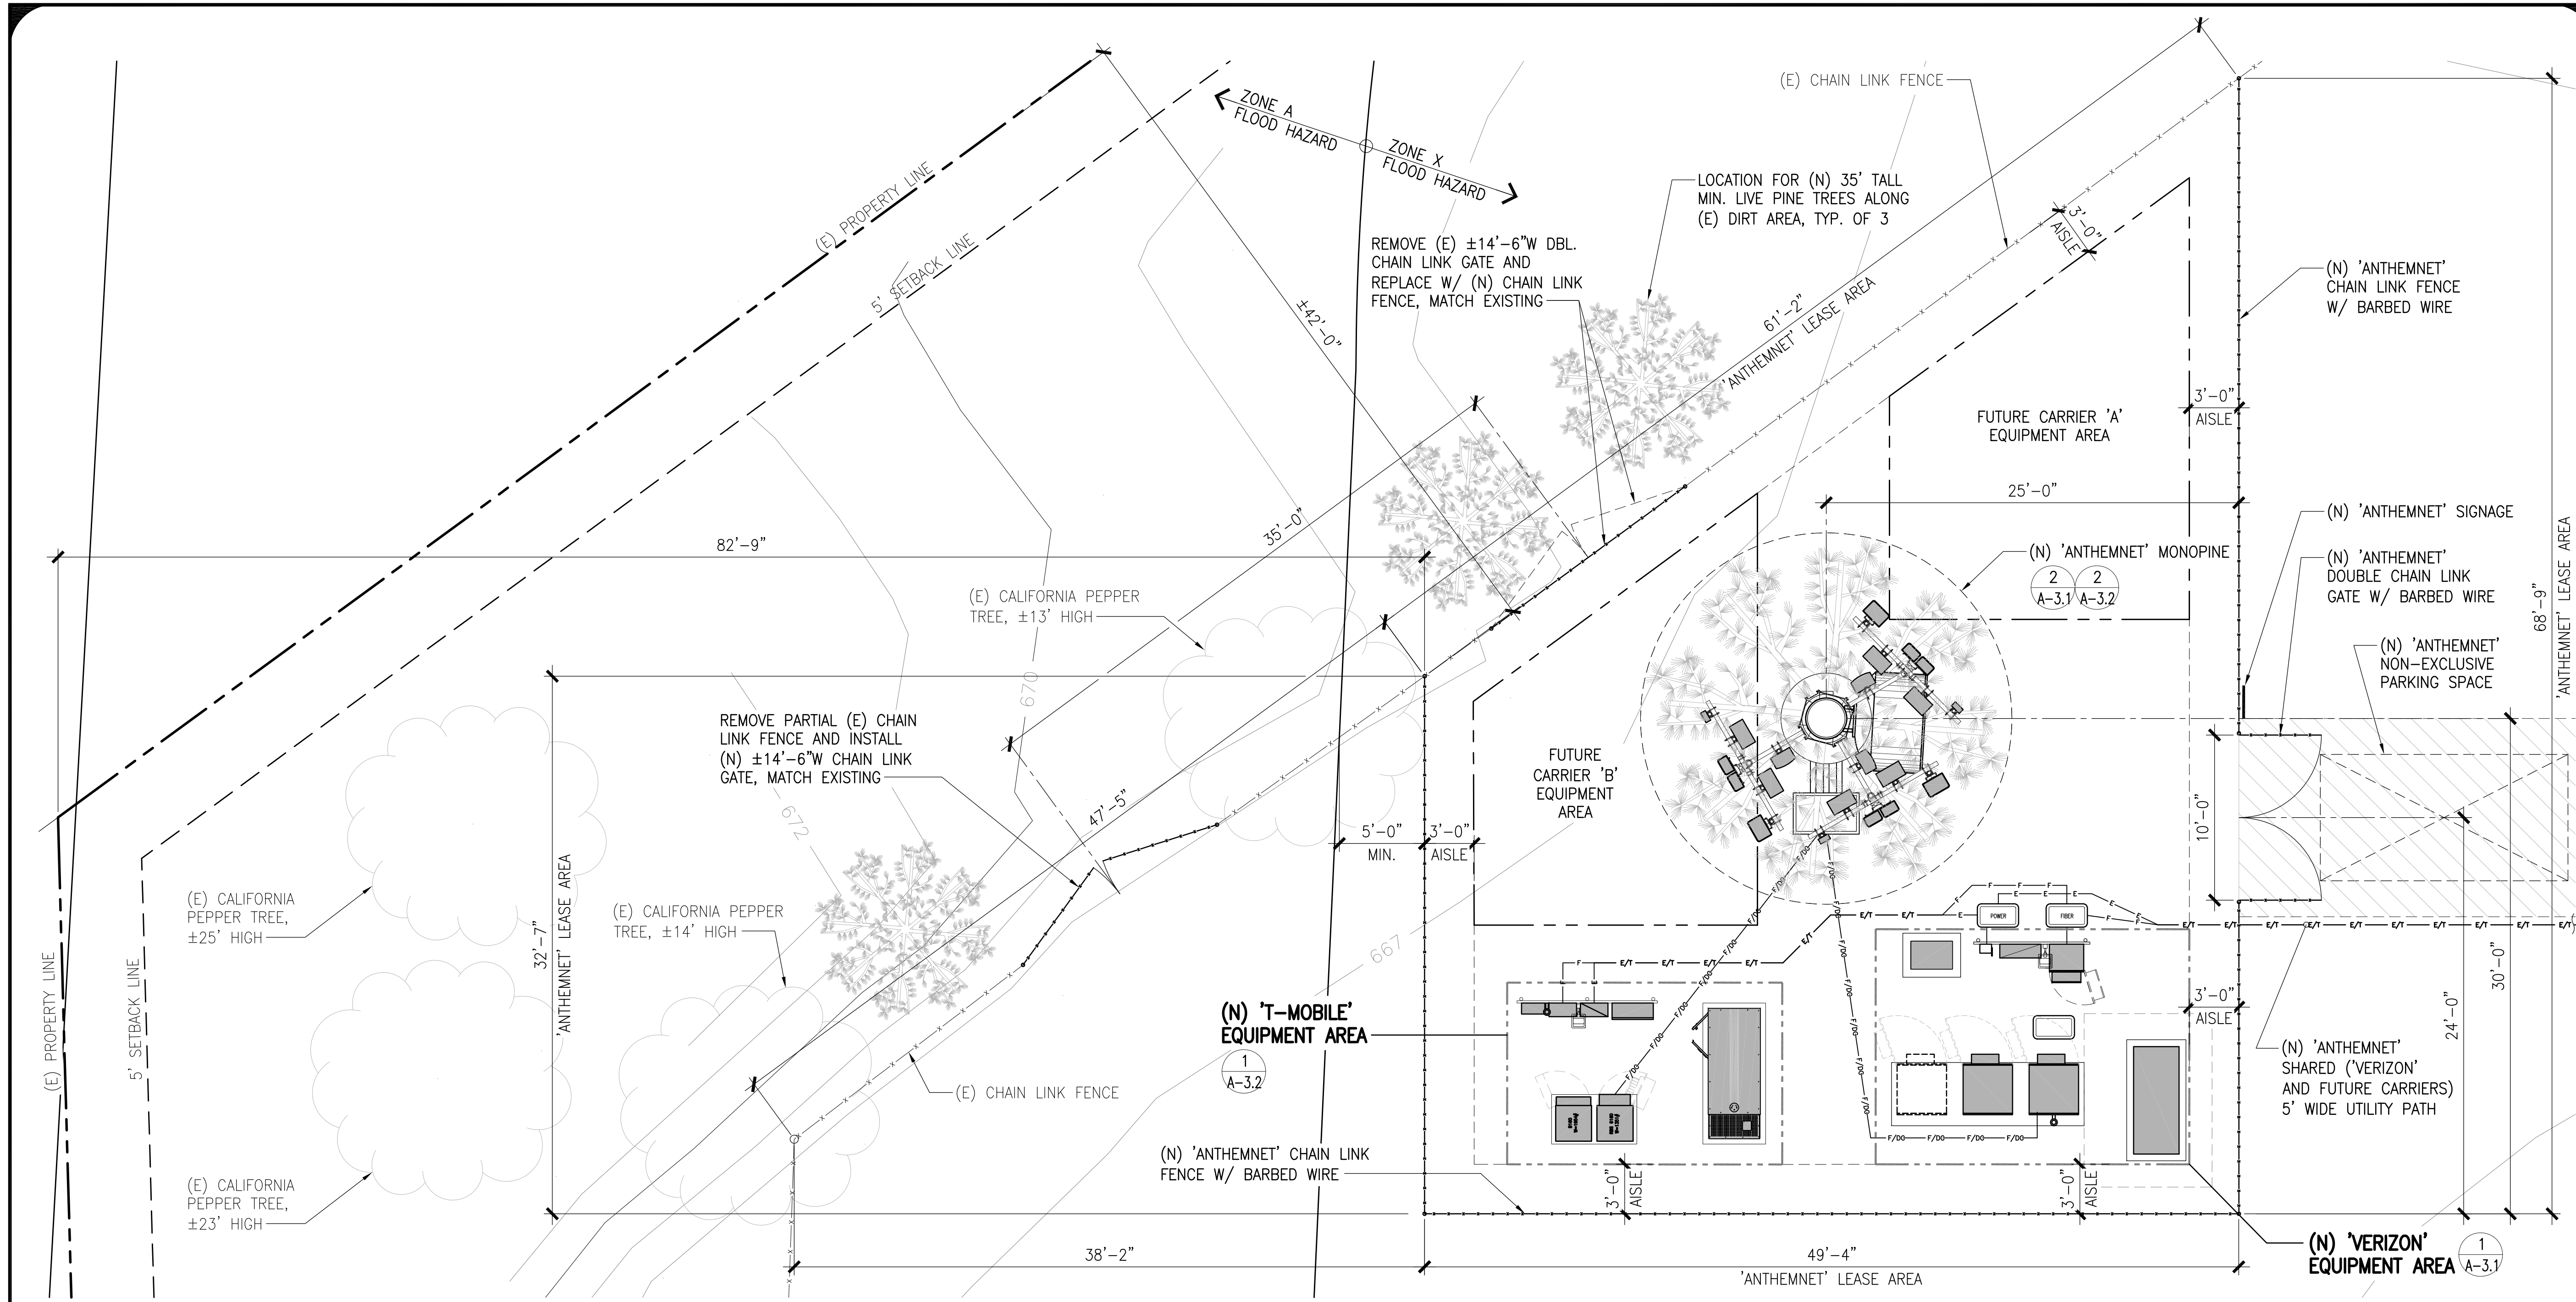 (E) PROPERTY LINE
5' SETBACK LINE
ZONE A
FLOOD HAZARD
ZONE X
FLOOD HAZARD
(E) CHAIN LINK FENCE
LOCATION FOR (N) 35' TALL
MIN. LIVE PINE TREES ALONG
(E) DIRT AREA, TYP. OF 3
REMOVE (E) ±14'-6"W DBL.
CHAIN LINK GATE AND
REPLACE W/ (N) CHAIN LINK
FENCE, MATCH EXISTING
±42'-0"
61'-2"
'ANTHEMNET' LEASE AREA
3'-0"
AISLE
(N) 'ANTHEMNET'
CHAIN LINK FENCE
W/ BARBED WIRE
3'-0"
AISLE
FUTURE CARRIER 'A'
EQUIPMENT AREA
25'-0"
(N) 'ANTHEMNET' SIGNAGE
(N) 'ANTHEMNET'
DOUBLE CHAIN LINK
GATE W/ BARBED WIRE
(N) 'ANTHEMNET'
NON-EXCLUSIVE
PARKING SPACE
68'-9"
'ANTHEMNET' LEASE AREA
(N) 'ANTHEMNET' MONOPINE
2
A-3.1
2
A-3.2
82'-9"
35'-0"
(E) CALIFORNIA PEPPER
TREE, ±13' HIGH
670
672
667
REMOVE PARTIAL (E) CHAIN
LINK FENCE AND INSTALL
(N) ±14'-6"W CHAIN LINK
GATE, MATCH EXISTING
47'-5"
5'-0"
MIN.
3'-0"
AISLE
FUTURE
CARRIER 'B'
EQUIPMENT
AREA
10'-0"
30'-0"
24'-0"
(E) CALIFORNIA
PEPPER TREE,
±25' HIGH
32'-7"
'ANTHEMNET' LEASE AREA
(E) CALIFORNIA PEPPER
TREE, ±14' HIGH
(E) PROPERTY LINE
5' SETBACK LINE
(E) CALIFORNIA
PEPPER TREE,
±23' HIGH
(E) CHAIN LINK FENCE
(N) 'T-MOBILE'
EQUIPMENT AREA
1
A-3.2
(N) 'ANTHEMNET' CHAIN LINK
FENCE W/ BARBED WIRE
POWER
FIBER
F
E
E/T
F/DO
3'-0"
AISLE
3'-0"
AISLE
3'-0"
AISLE
(N) 'ANTHEMNET'
SHARED ('VERIZON'
AND FUTURE CARRIERS)
5' WIDE UTILITY PATH
(N) 'VERIZON'
EQUIPMENT AREA
1
A-3.1
38'-2"
49'-4"
'ANTHEMNET' LEASE AREA